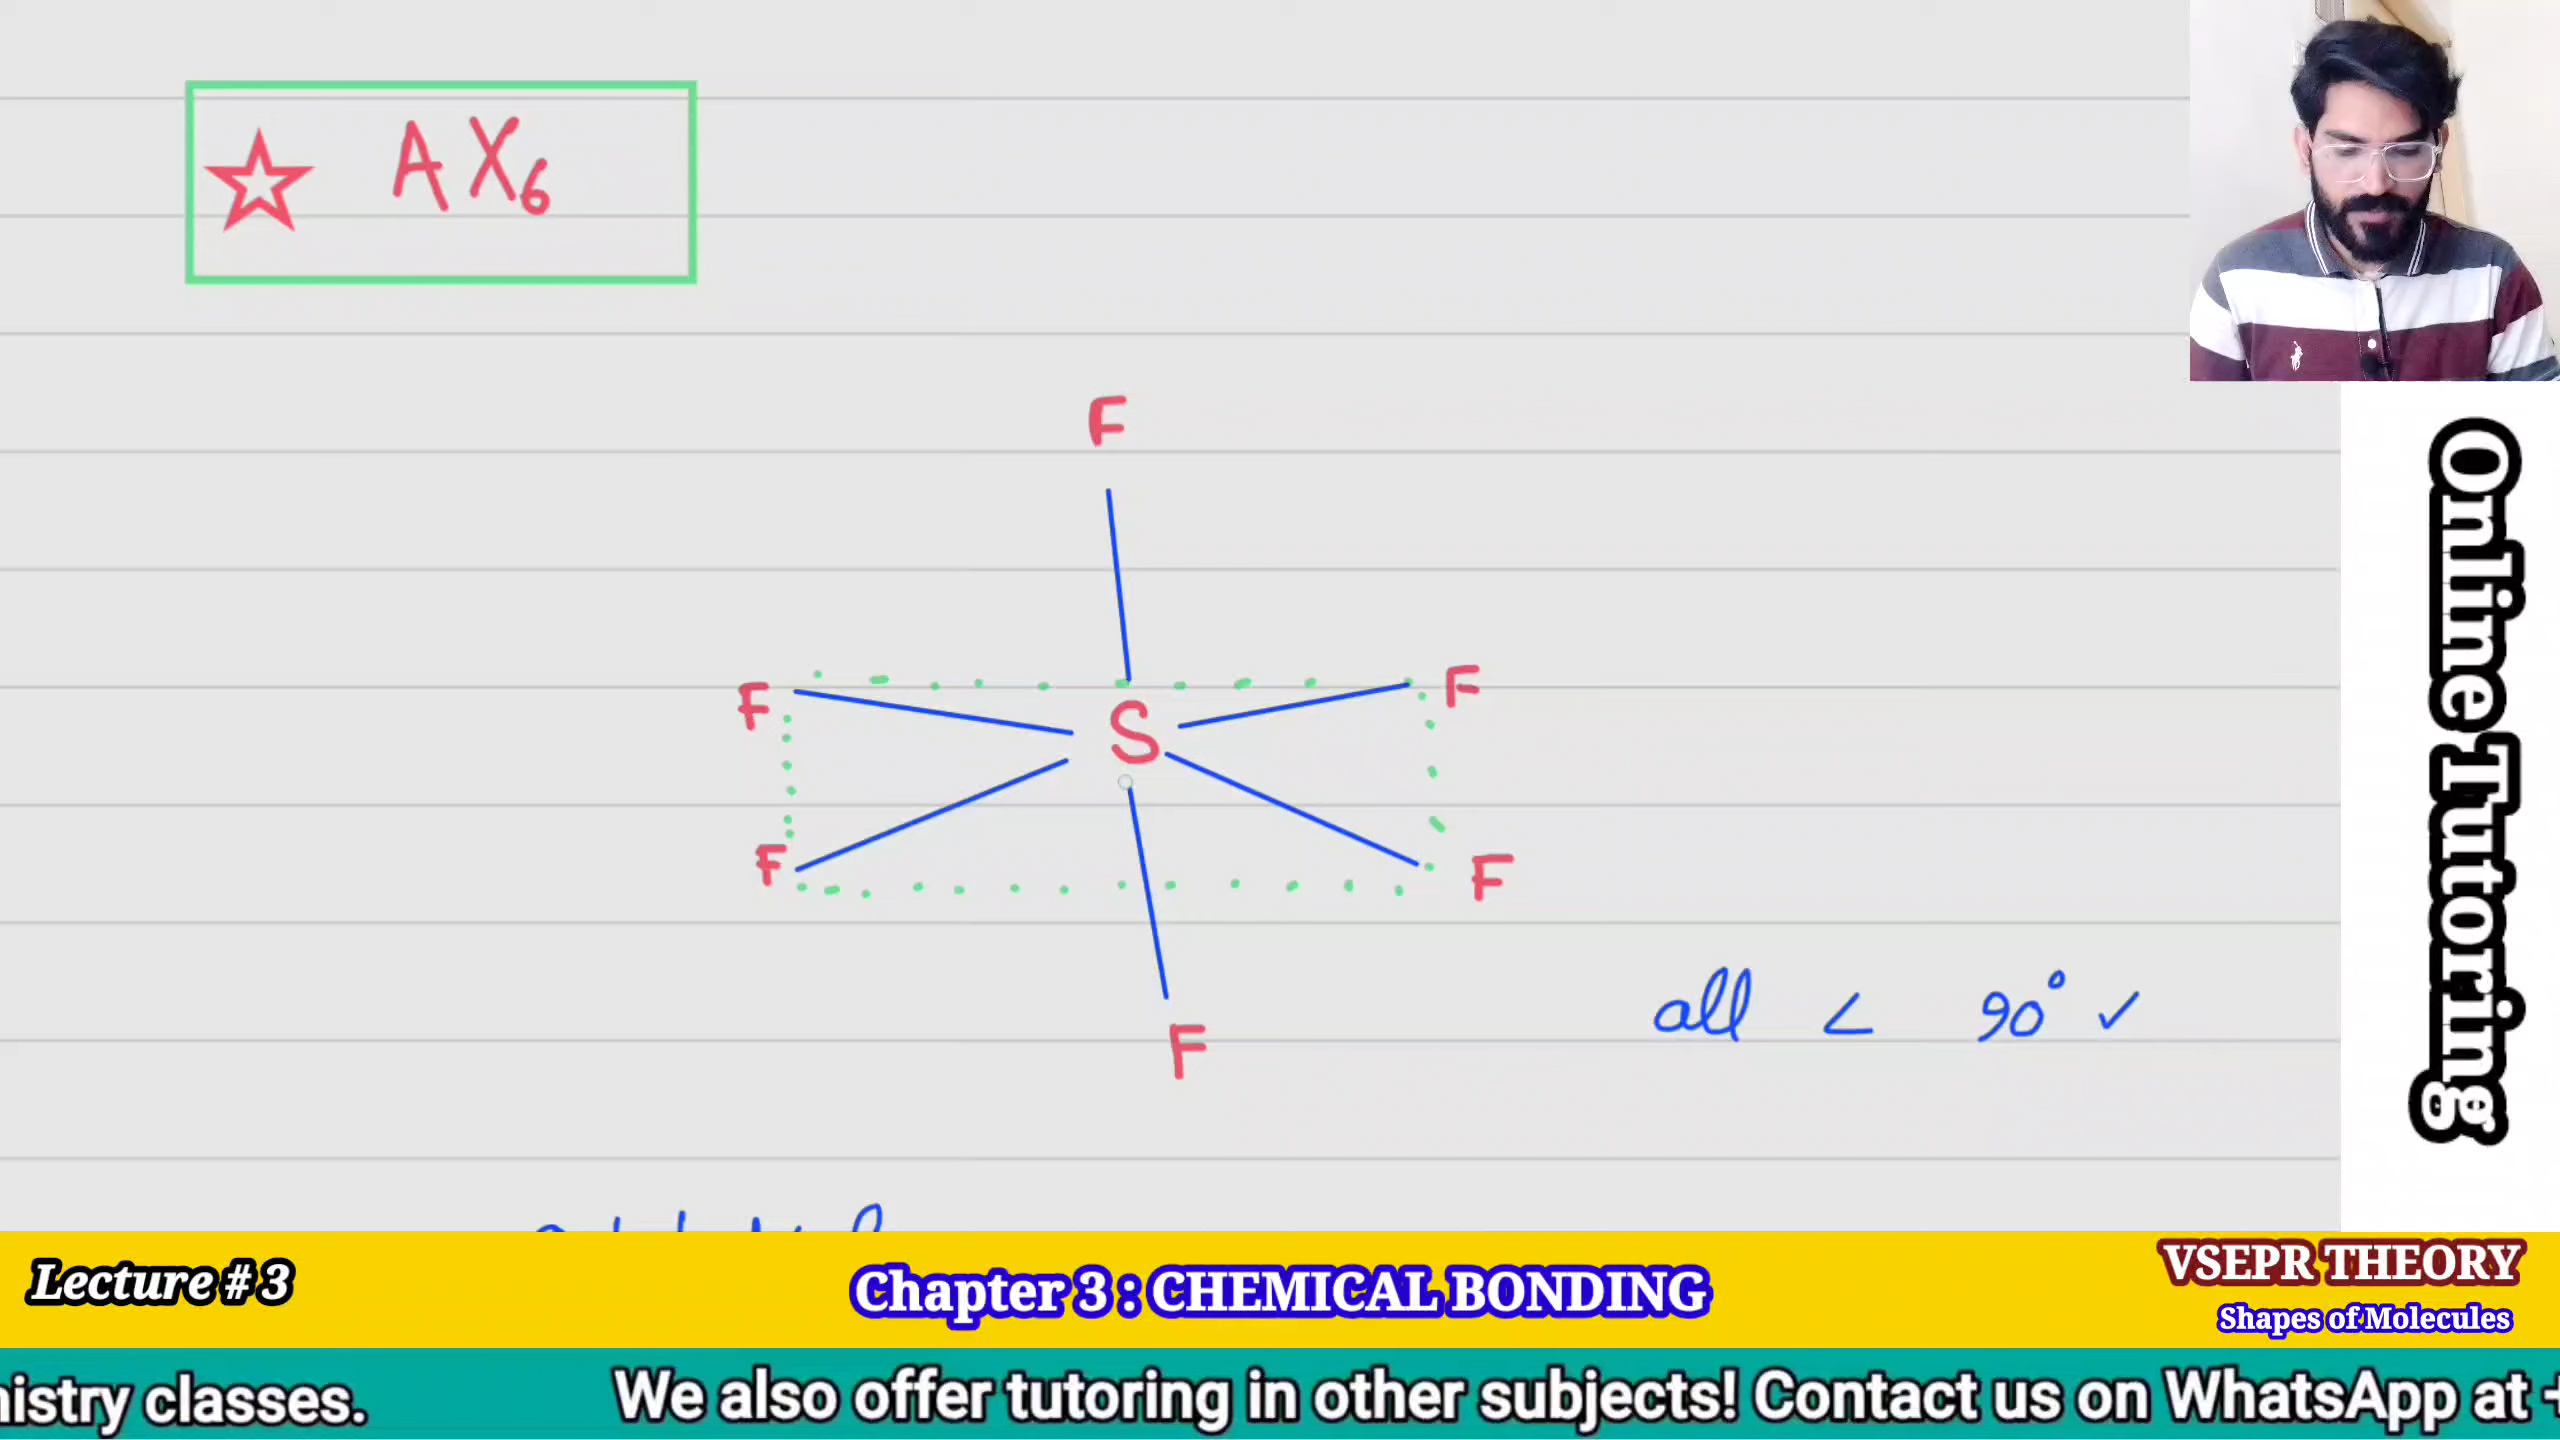 ☆ AX₆
F
F F
S
F F
F
all < 90° ✓
Online Tutoring
Lecture # 3
Chapter 3 : CHEMICAL BONDING
VSEPR THEORY
Shapes of Molecules
classes. We also offer tutoring in other subjects! Contact us on WhatsApp at +